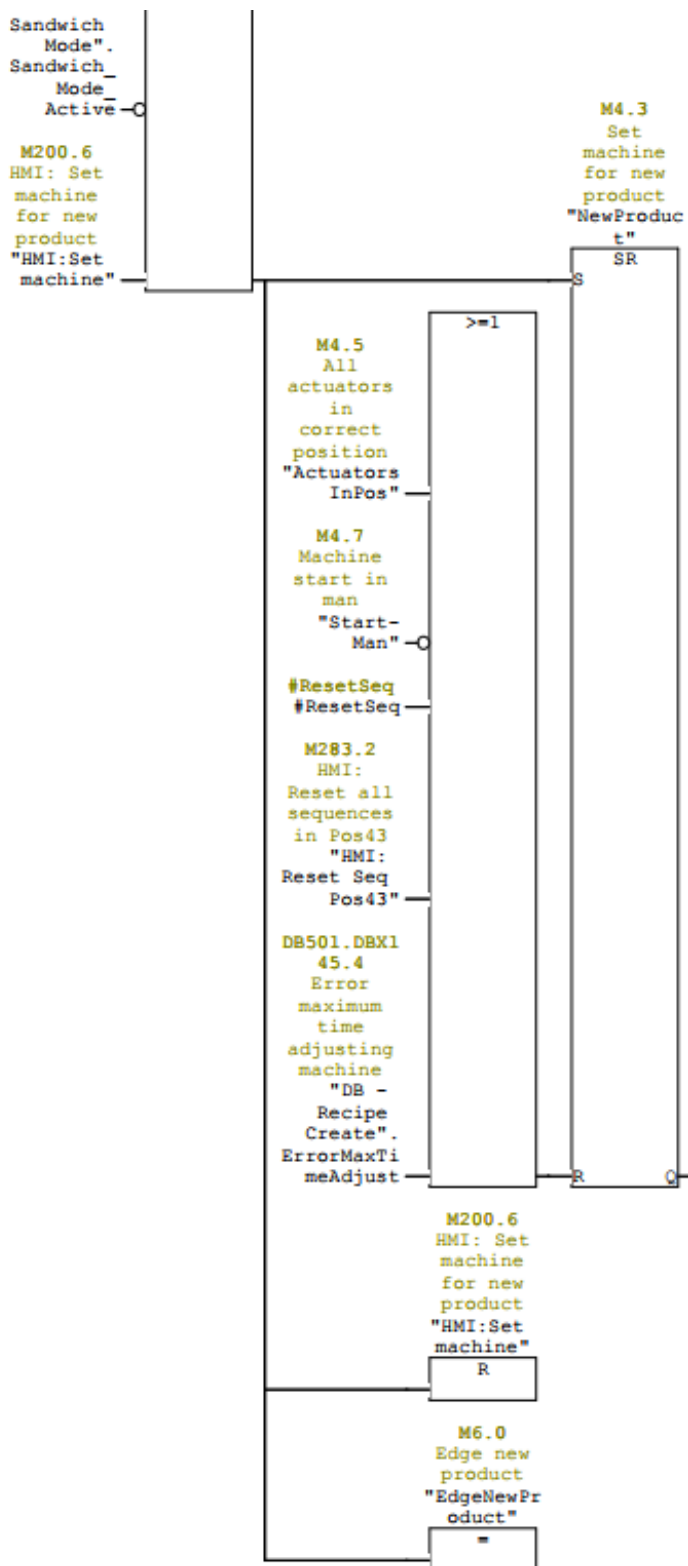 Sandwich
Mode".
Sandwich_
Mode_
Active
M200.6
HMI: Set
machine
for new
product
"HMI:Set
machine"
M4.3
Set
machine
for new
product
"NewProduc
t"
SR
S
>=1
M4.5
All
actuators
in
correct
position
"Actuators
InPos"
M4.7
Machine
start in
man
"Start-
Man"
#ResetSeq
#ResetSeq
M283.2
HMI:
Reset all
sequences
in Pos43
"HMI:
Reset Seq
Pos43"
DB501.DBX1
45.4
Error
maximum
time
adjusting
machine
"DB -
Recipe
Create".
ErrorMaxTi
meAdjust
R
Q
M200.6
HMI: Set
machine
for new
product
"HMI:Set
machine"
R
M6.0
Edge new
product
"EdgeNewPr
oduct"
=